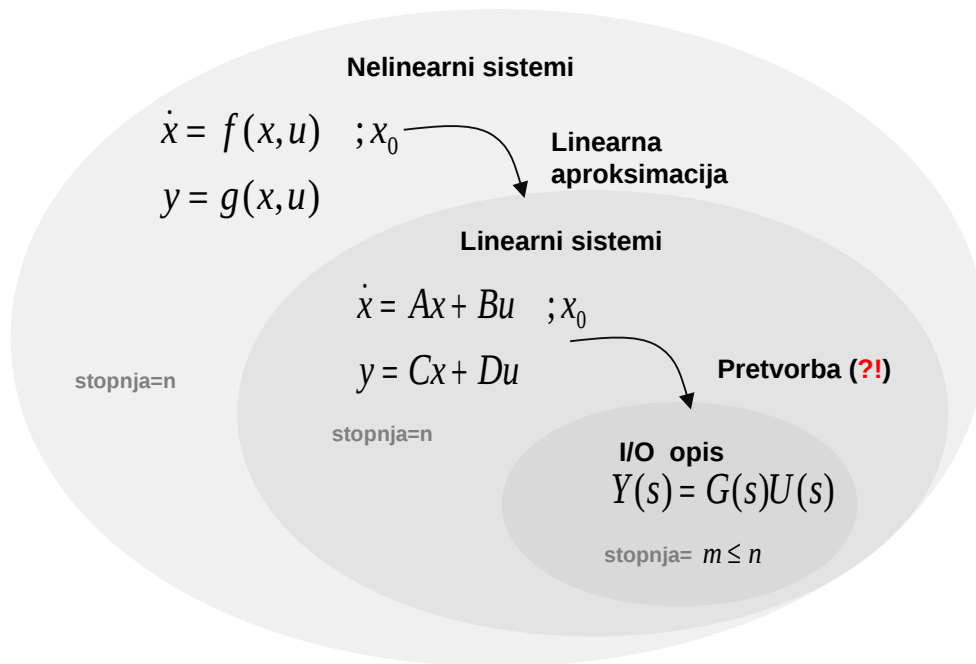 Nelinearni sistemi
ẋ = f(x,u) ; x₀
y = g(x,u)
Linearna
aproksimacija
Linearni sistemi
ẋ = Ax + Bu ; x₀
y = Cx + Du
stopnja=n
stopnja=n
Pretvorba (?!)
I/O opis
Y(s) = G(s)U(s)
stopnja= m ≤ n